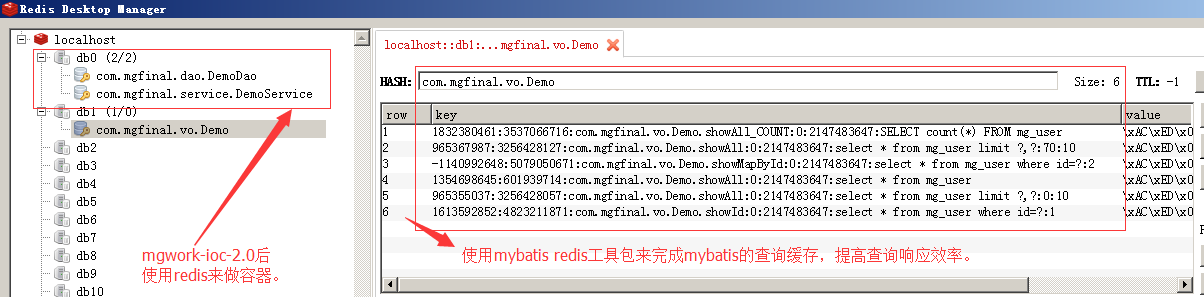 Redis Desktop Manager
localhost
db0 (2/2)
com.mgfinal.dao.DemoDao
com.mgfinal.service.DemoService
db1 (1/0)
com.mgfinal.vo.Demo
db2
db3
db4
db5
db6
db7
db8
db9
db10
mgwork-ioc-2.0后
使用redis来做容器。
localhost::db1:...mgfinal.vo.Demo
HASH: com.mgfinal.vo.Demo Size: 6 TTL: -1
row key value
1 1832380461:3537066716:com.mgfinal.vo.Demo.showAll_COUNT:0:2147483647:SELECT count(*) FROM mg_user \xAC\xED\x0
2 965367987:3256428127:com.mgfinal.vo.Demo.showAll:0:2147483647:select * from mg_user limit ?,?:70:10 \xAC\xED\x0
3 -1140992648:5079050671:com.mgfinal.vo.Demo.showMapById:0:2147483647:select * from mg_user where id=?:2 \xAC\xED\x0
4 1354698645:601939714:com.mgfinal.vo.Demo.showAll:0:2147483647:select * from mg_user \xAC\xED\x0
5 965355037:3256428057:com.mgfinal.vo.Demo.showAll:0:2147483647:select * from mg_user limit ?,?:0:10 \xAC\xED\x0
6 1613592852:4823211871:com.mgfinal.vo.Demo.showId:0:2147483647:select * from mg_user where id=?:1 \xAC\xED\x0
使用mybatis redis工具包来完成mybatis的查询缓存，提高查询响应效率。